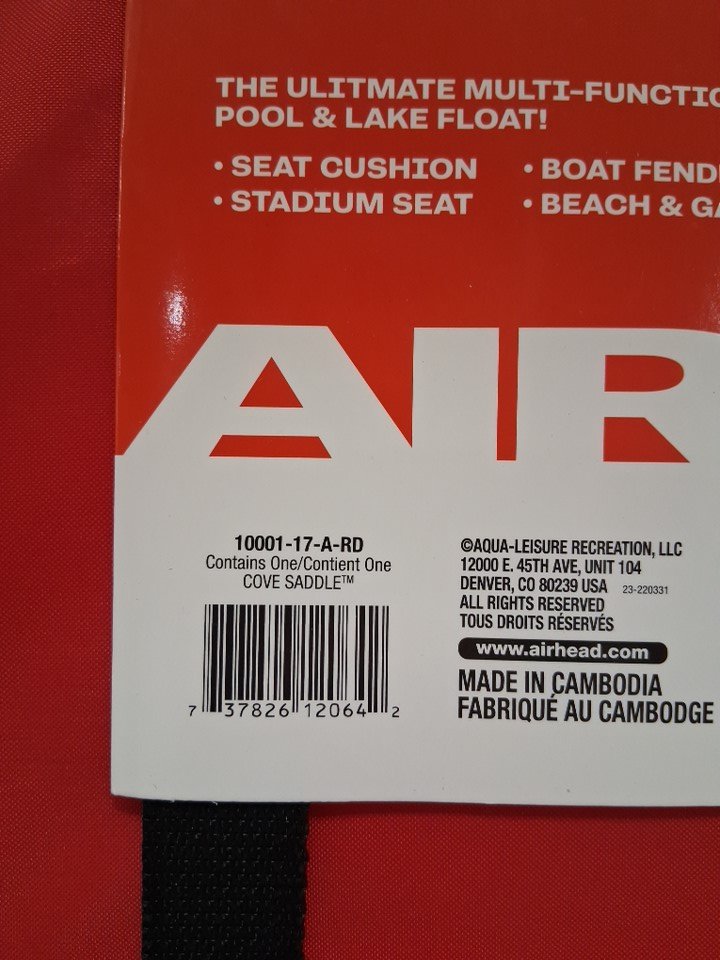 THE ULITMATE MULTI-FUNCTIO
POOL & LAKE FLOAT!
• SEAT CUSHION
• BOAT FEND
• STADIUM SEAT
• BEACH & GA
AIR
10001-17-A-RD
Contains One/Contient One
COVE SADDLE™
7 37826 12064 2
©AQUA-LEISURE RECREATION, LLC
12000 E. 45TH AVE, UNIT 104
DENVER, CO 80239 USA 23-220331
ALL RIGHTS RESERVED
TOUS DROITS RÉSERVÉS
www.airhead.com
MADE IN CAMBODIA
FABRIQUÉ AU CAMBODGE